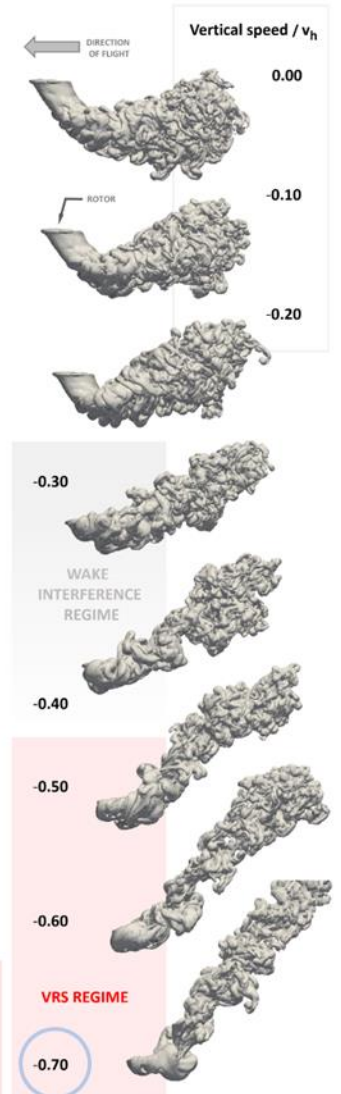 Vertical speed / vh
DIRECTION
OF FLIGHT
0.00
-0.10
ROTOR
-0.20
-0.30
WAKE
INTERFERENCE
REGIME
-0.40
-0.50
-0.60
VRS REGIME
-0.70